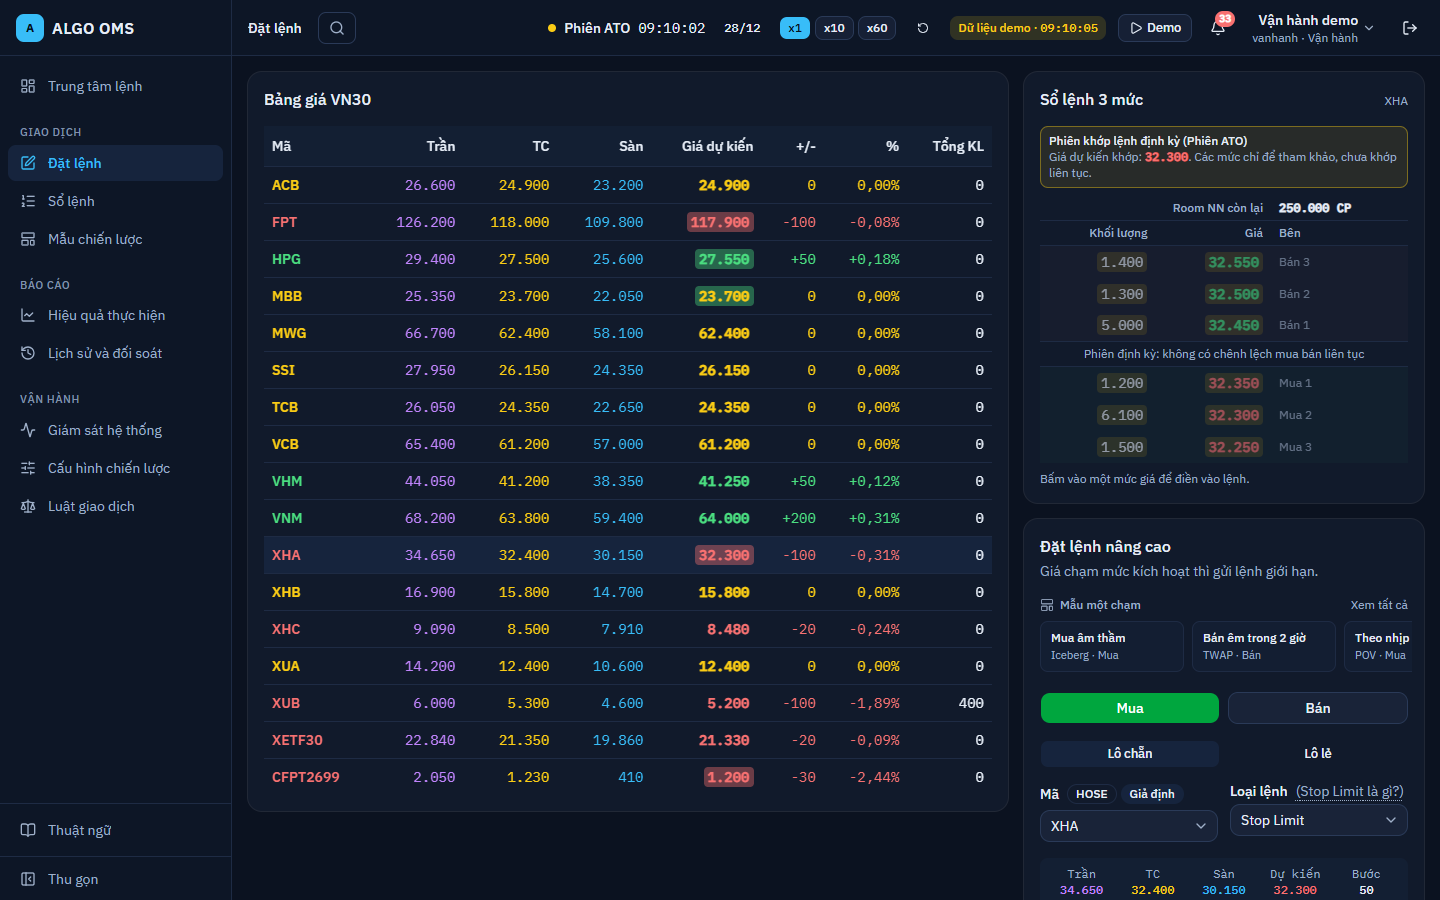 A ALGO OMS
Trung tâm lệnh
GIAO DỊCH
Đặt lệnh
Sổ lệnh
Mẫu chiến lược
BÁO CÁO
Hiệu quả thực hiện
Lịch sử và đối soát
VẬN HÀNH
Giám sát hệ thống
Cấu hình chiến lược
Luật giao dịch
Thuật ngữ
Thu gọn
Đặt lệnh
Phiên ATO 09:10:02 28/12 x1 x10 x60 Dữ liệu demo · 09:10:05 Demo 33
Vận hành demo
vanhanh · Vận hành
Bảng giá VN30
Mã Trần TC Sàn Giá dự kiến +/- % Tổng KL
ACB 26.600 24.900 23.200 24.900 0 0,00% 0
FPT 126.200 118.000 109.800 117.900 -100 -0,08% 0
HPG 29.400 27.500 25.600 27.550 +50 +0,18% 0
MBB 25.350 23.700 22.050 23.700 0 0,00% 0
MWG 66.700 62.400 58.100 62.400 0 0,00% 0
SSI 27.950 26.150 24.350 26.150 0 0,00% 0
TCB 26.050 24.350 22.650 24.350 0 0,00% 0
VCB 65.400 61.200 57.000 61.200 0 0,00% 0
VHM 44.050 41.200 38.350 41.250 +50 +0,12% 0
VNM 68.200 63.800 59.400 64.000 +200 +0,31% 0
XHA 34.650 32.400 30.150 32.300 -100 -0,31% 0
XHB 16.900 15.800 14.700 15.800 0 0,00% 0
XHC 9.090 8.500 7.910 8.480 -20 -0,24% 0
XUA 14.200 12.400 10.600 12.400 0 0,00% 0
XUB 6.000 5.300 4.600 5.200 -100 -1,89% 400
XETF30 22.840 21.350 19.860 21.330 -20 -0,09% 0
CFPT2699 2.050 1.230 410 1.200 -30 -2,44% 0
Sổ lệnh 3 mức XHA
Phiên khớp lệnh định kỳ (Phiên ATO)
Giá dự kiến khớp: 32.300. Các mức chỉ để tham khảo, chưa khớp
liên tục.
Room NN còn lại 250.000 CP
Khối lượng Giá Bên
1.400 32.550 Bán 3
1.300 32.500 Bán 2
5.000 32.450 Bán 1
Phiên định kỳ: không có chênh lệch mua bán liên tục
1.200 32.350 Mua 1
6.100 32.300 Mua 2
1.500 32.250 Mua 3
Bấm vào một mức giá để điền vào lệnh.
Đặt lệnh nâng cao
Giá chạm mức kích hoạt thì gửi lệnh giới hạn.
Mẫu một chạm Xem tất cả
Mua âm thầm Bán êm trong 2 giờ Theo nhịp
Iceberg · Mua TWAP · Bán POV · Mua
Mua Bán
Lô chẵn Lô lẻ
Mã HOSE Giả định Loại lệnh (Stop Limit là gì?)
XHA Stop Limit
Trần TC Sàn Dự kiến Bước
34.650 32.400 30.150 32.300 50